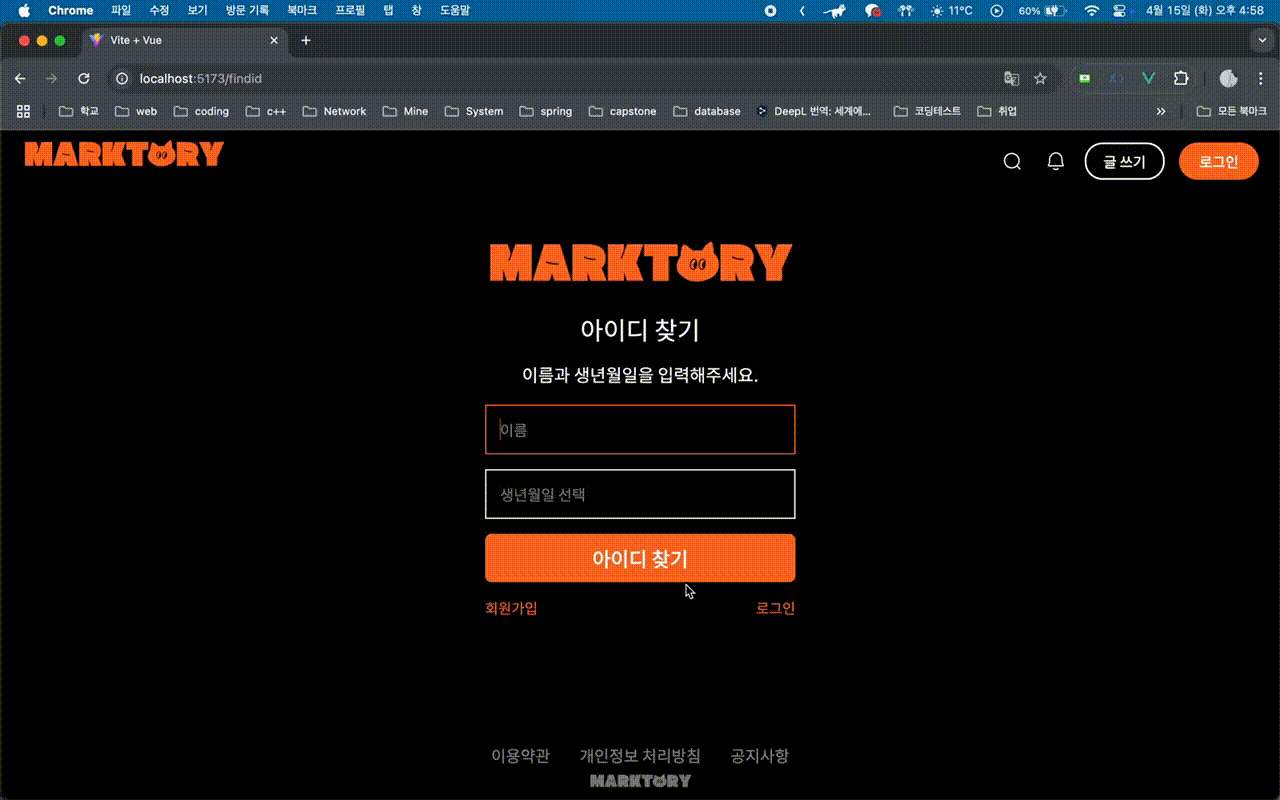 Chrome 파일 수정 보기 방문 기록 북마크 프로필 탭 창 도움말 11°C 60% 4월 15일 (화) 오후 4:58
Vite + Vue
localhost:5173/findid
학교 web coding c++ Network Mine System spring capstone database DeepL 번역: 세계에... 코딩테스트 취업 » 모든 북마크
MARKTORY 글 쓰기 로그인
MARKTORY
아이디 찾기
이름과 생년월일을 입력해주세요.
이름
생년월일 선택
아이디 찾기
회원가입 로그인
이용약관 개인정보 처리방침 공지사항
MARKTORY